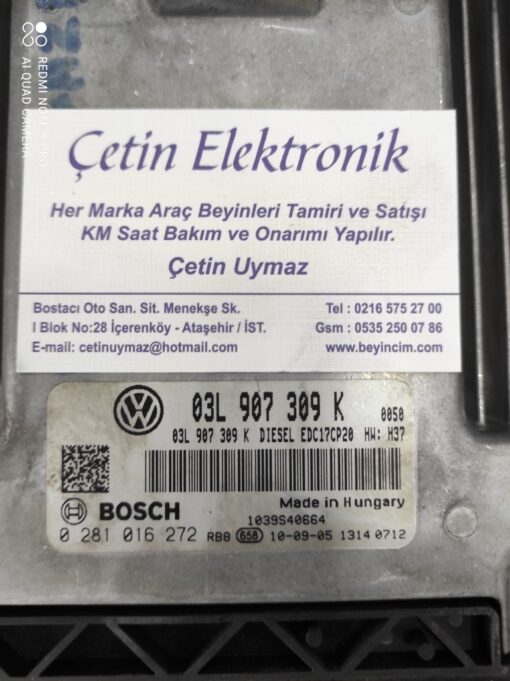 REDMI NOTE 8 PRO
AI QUAD CAMERA
Çetin Elektronik
Her Marka Araç Beyinleri Tamiri ve Satışı
KM Saat Bakım ve Onarımı Yapılır.
Çetin Uymaz
Bostacı Oto San. Sit. Menekşe Sk.
I Blok No:28 İçerenköy - Ataşehir / İST.
E-mail: cetinuymaz@hotmail.com
Tel : 0216 575 27 00
Gsm : 0535 250 07 86
www.beyincim.com
03L 907 309 K 0050
03L 907 309 K DIESEL EDC17CP20 HW: H37
BOSCH
Made in Hungary
1039S40664
0 281 016 272 RBB 658 10-09-05 1314 0712